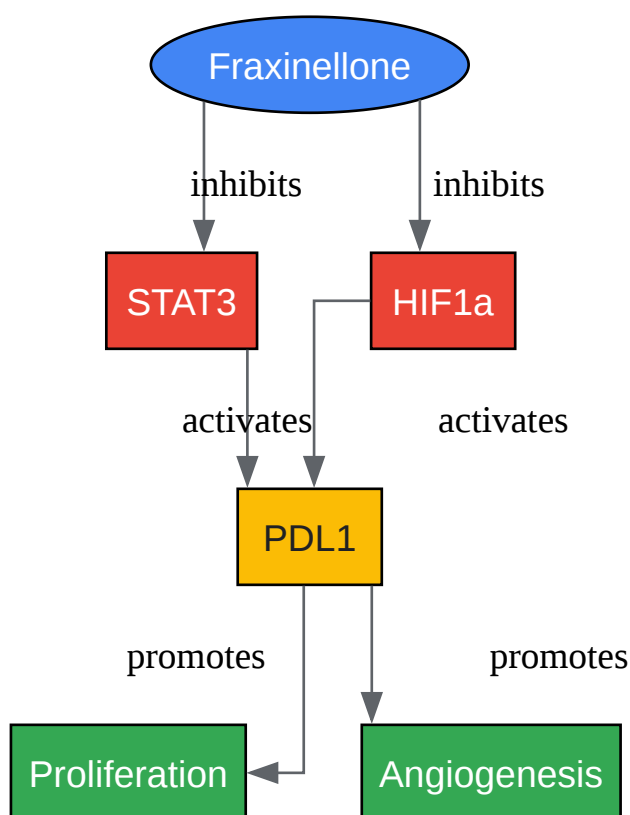 Fraxinellone
inhibits
inhibits
STAT3
HIF1a
activates
activates
PDL1
promotes
promotes
Proliferation
Angiogenesis